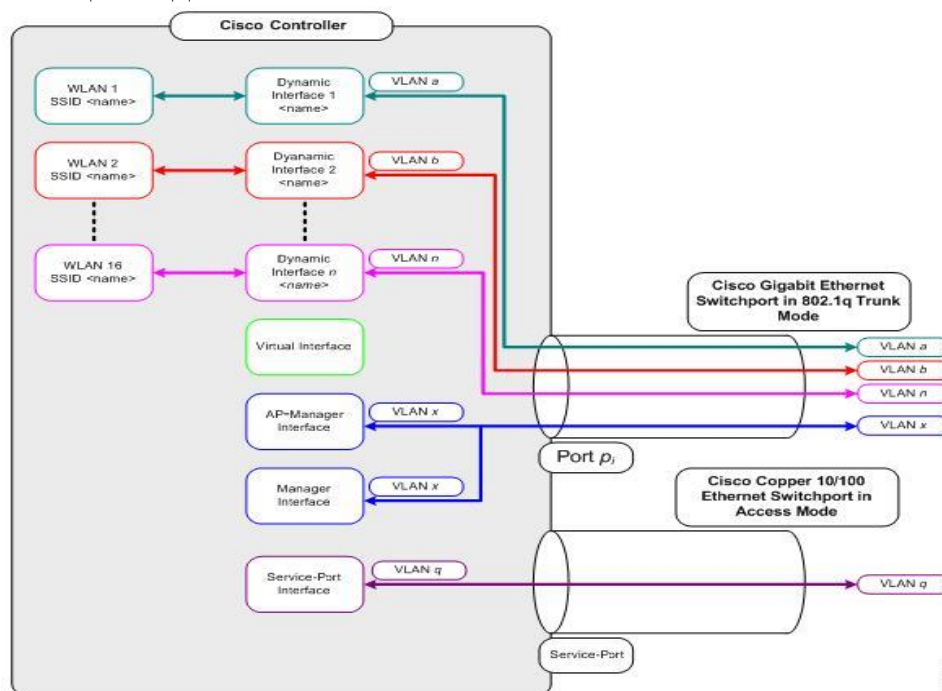 Cisco Controller
WLAN 1
SSID <name>
Dynamic
Interface 1
<name>
VLAN a
WLAN 2
SSID <name>
Dyanamic
Interface 2
<name>
VLAN b
WLAN 16
SSID <name>
Dynamic
Interface n
<name>
VLAN n
Cisco Gigabit Ethernet
Switchport in 802.1q Trunk
Mode
Virtual Interface
VLAN a
VLAN b
VLAN n
AP-Manager
Interface
VLAN x
VLAN x
Port pi
Manager
Interface
VLAN x
Cisco Copper 10/100
Ethernet Switchport in
Access Mode
Service-Port
Interface
VLAN q
VLAN q
Service-Port